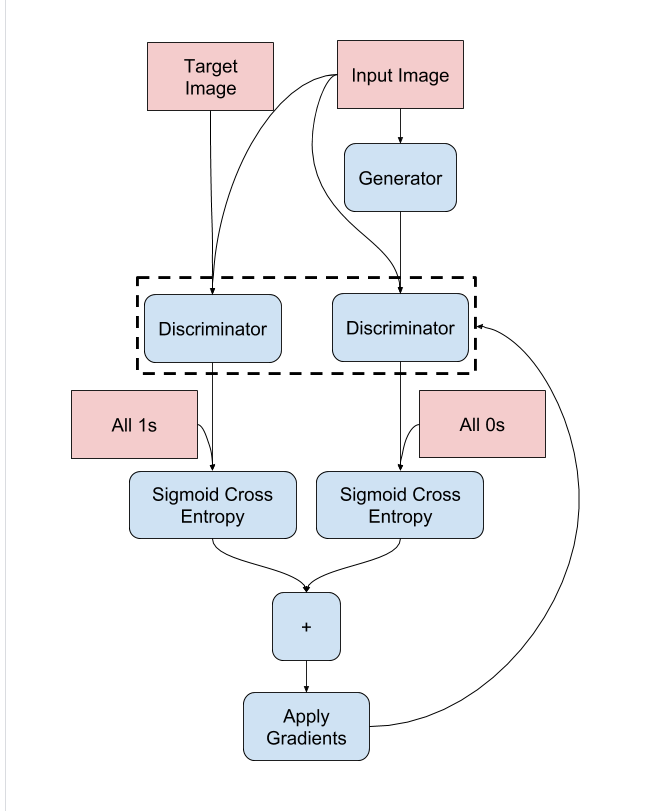 Target
Image
Input Image
Generator
Discriminator
Discriminator
All 1s
All 0s
Sigmoid Cross
Entropy
Sigmoid Cross
Entropy
+
Apply
Gradients